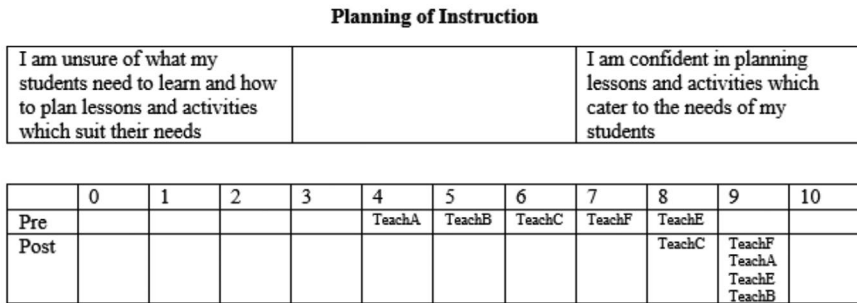 Planning of Instruction
I am unsure of what my
students need to learn and how
to plan lessons and activities
which suit their needs
I am confident in planning
lessons and activities which
cater to the needs of my
students
0 1 2 3 4 5 6 7 8 9 10
Pre TeachA TeachB TeachC TeachF TeachE
Post TeachC TeachF
TeachA
TeachE
TeachB